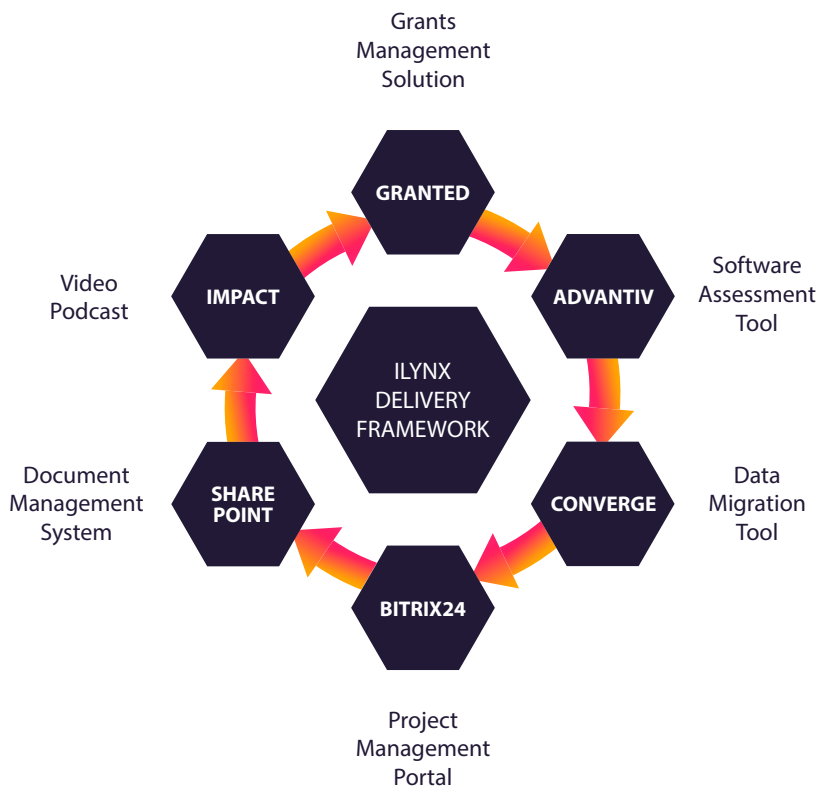 Grants
Management
Solution
GRANTED
ADVANTIV
Software
Assessment
Tool
CONVERGE
Data
Migration
Tool
BITRIX24
Project
Management
Portal
SHARE
POINT
Document
Management
System
IMPACT
Video
Podcast
ILYNX
DELIVERY
FRAMEWORK